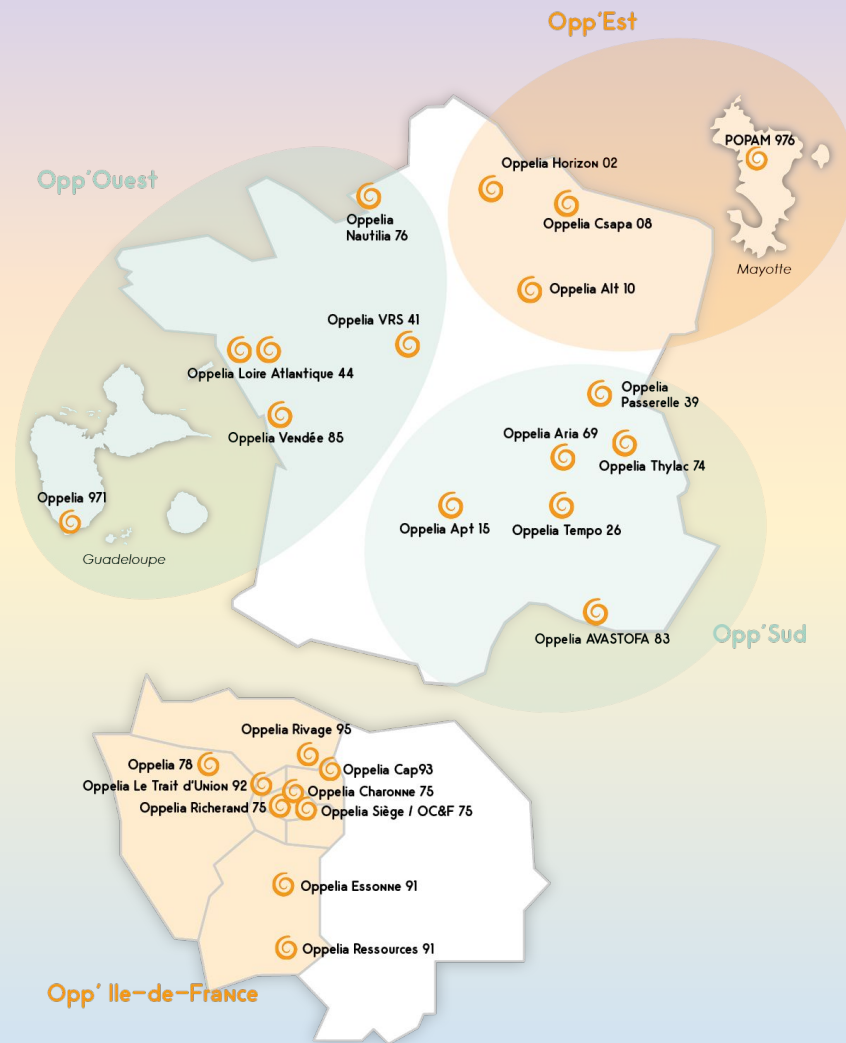 Opp'Est
POPAM 976
Mayotte
Oppelia Horizon 02
Oppelia Csapa 08
Oppelia Alt 10
Opp'Ouest
Oppelia
Nautilia 76
Oppelia VRS 41
Oppelia Loire Atlantique 44
Oppelia Vendée 85
Oppelia 971
Guadeloupe
Oppelia
Passerelle 39
Oppelia Aria 69
Oppelia Thylac 74
Oppelia Apt 15
Oppelia Tempo 26
Oppelia AVASTOFA 83
Opp'Sud
Oppelia Rivage 95
Oppelia 78
Oppelia Cap93
Oppelia Le Trait d'Union 92
Oppelia Charonne 75
Oppelia Richerand 75
Oppelia Siège / OC&F 75
Oppelia Essonne 91
Oppelia Ressources 91
Opp' Ile-de-France